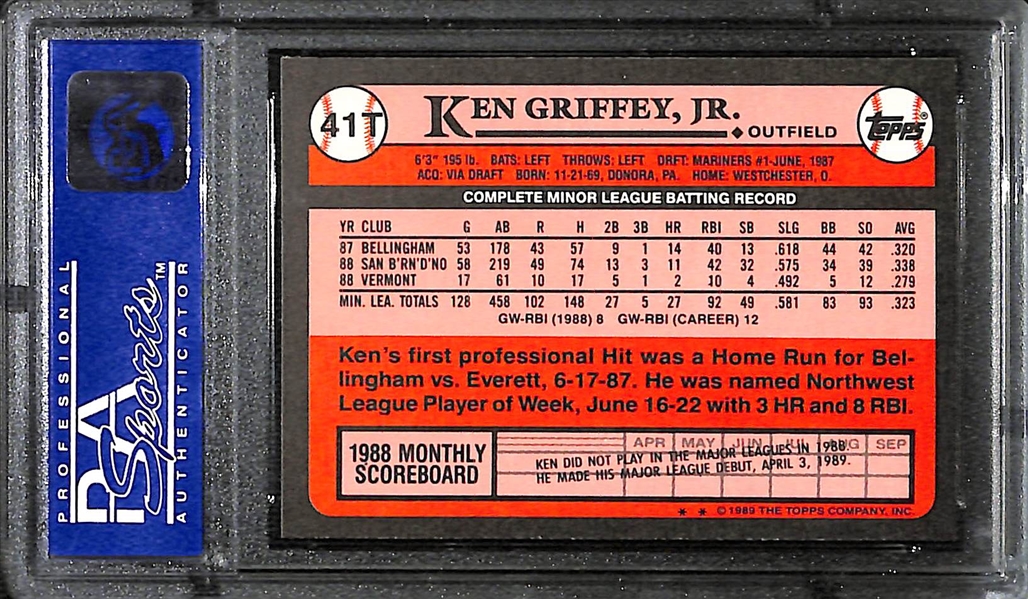 PROFESSIONAL
PSA
Sports™
AUTHENTICATOR
41T
KEN GRIFFEY, JR.
◆ OUTFIELD
TOPPS®
6'3" 195 lb. BATS: LEFT THROWS: LEFT DRFT: MARINERS #1-JUNE, 1987
ACQ: VIA DRAFT BORN: 11-21-69, DONORA, PA. HOME: WESTCHESTER, O.
COMPLETE MINOR LEAGUE BATTING RECORD
YR CLUB G AB R H 2B 3B HR RBI SB SLG BB SO AVG
87 BELLINGHAM 53 178 43 57 9 1 14 40 13 .618 44 42 .320
88 SAN B'RN'D'NO 58 219 49 74 13 3 11 42 32 .575 34 39 .338
88 VERMONT 17 61 10 17 5 1 2 10 4 .492 5 12 .279
MIN. LEA. TOTALS 128 458 102 148 27 5 27 92 49 .581 83 93 .323
GW-RBI (1988) 8 GW-RBI (CAREER) 12
Ken's first professional Hit was a Home Run for Bel-
lingham vs. Everett, 6-17-87. He was named Northwest
League Player of Week, June 16-22 with 3 HR and 8 RBI.
1988 MONTHLY
SCOREBOARD
APR MAY JUN JUL AUG SEP
KEN DID NOT PLAY IN THE MAJOR LEAGUES IN 1988.
HE MADE HIS MAJOR LEAGUE DEBUT, APRIL 3, 1989.
* * © 1989 THE TOPPS COMPANY, INC.